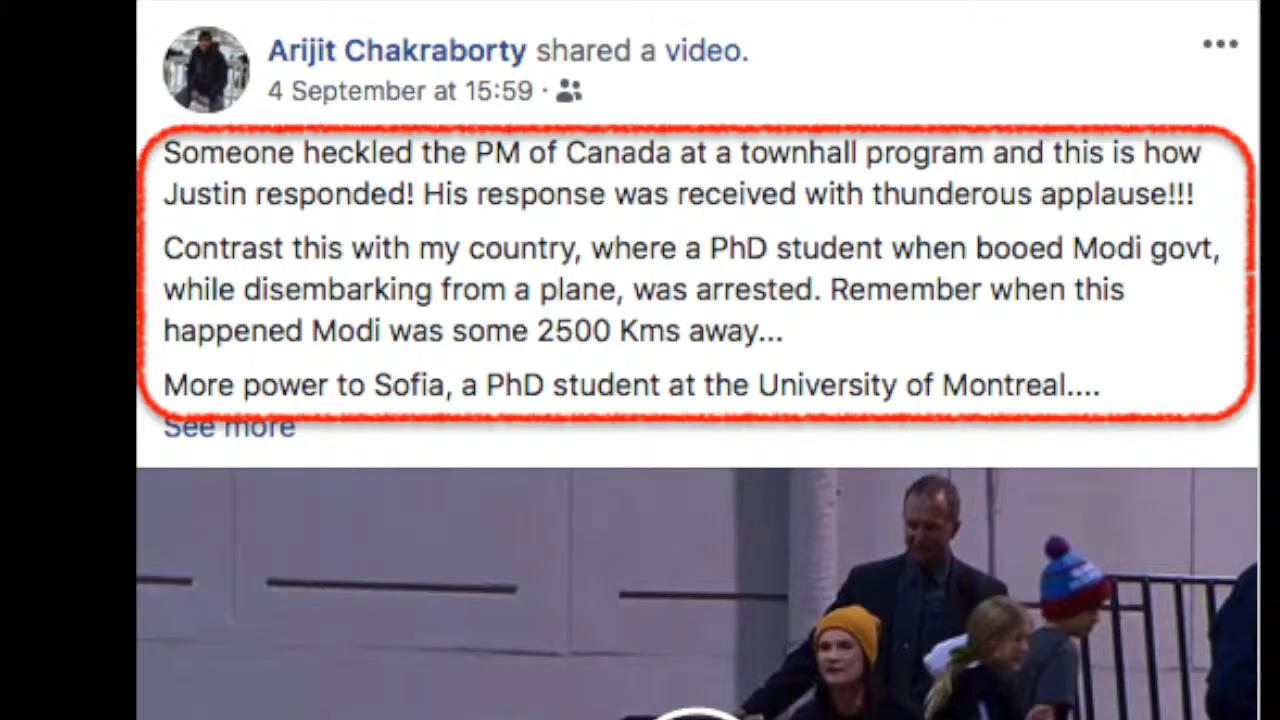 Arijit Chakraborty shared a video.
4 September at 15:59 ·
Someone heckled the PM of Canada at a townhall program and this is how
Justin responded! His response was received with thunderous applause!!!
Contrast this with my country, where a PhD student when booed Modi govt,
while disembarking from a plane, was arrested. Remember when this
happened Modi was some 2500 Kms away...
More power to Sofia, a PhD student at the University of Montreal....
See more